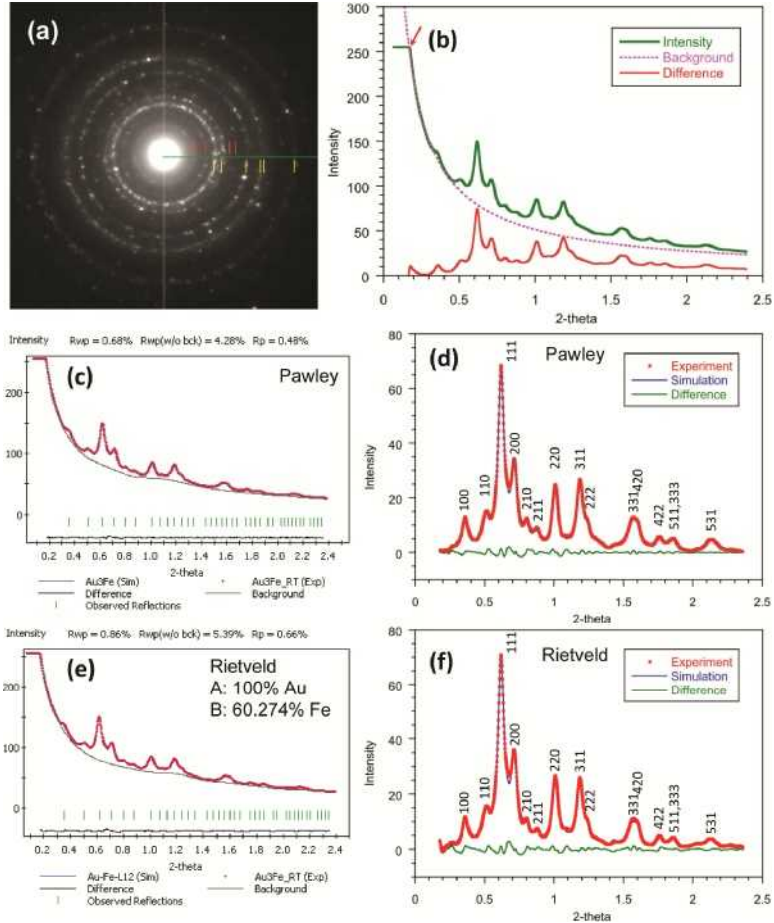 (a)
(b)
300
250
200
150
100
50
0
Intensity
Intensity
Background
Difference
0 0.5 1 1.5 2 2.5
2-theta
Intensity Rwp = 0.68% Rwp(w/o bck) = 4.28% Rp = 0.48%
(c)
Pawley
200
100
0
0.2 0.4 0.6 0.8 1.0 1.2 1.4 1.6 1.8 2.0 2.2 2.4
2-theta
Au3Fe (Sim) Au3Fe_RT (Exp)
Difference Background
Observed Reflections
(d)
Pawley
Experiment
Simulation
Difference
80
60
40
20
0
Intensity
100 110 111 200 210 211 220 311 222 331 420 422 511,333 531
0 0.5 1 1.5 2 2.5
2-theta
Intensity Rwp = 0.86% Rwp(w/o bck) = 5.39% Rp = 0.66%
(e)
Rietveld
A: 100% Au
B: 60.274% Fe
200
100
0
0.2 0.4 0.6 0.8 1.0 1.2 1.4 1.6 1.8 2.0 2.2 2.4
2-theta
Au-Fe-L12 (Sim) Au3Fe_RT (Exp)
Difference Background
Observed Reflections
(f)
Rietveld
Experiment
Simulation
Difference
80
60
40
20
0
Intensity
100 110 111 200 210 211 220 311 222 331 420 422 511,333 531
0 0.5 1 1.5 2 2.5
2-theta